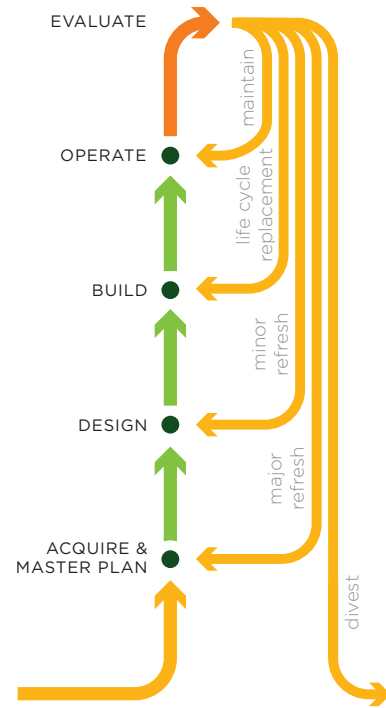 EVALUATE
maintain
OPERATE
life cycle
replacement
BUILD
minor
refresh
DESIGN
major
refresh
ACQUIRE &
MASTER PLAN
divest